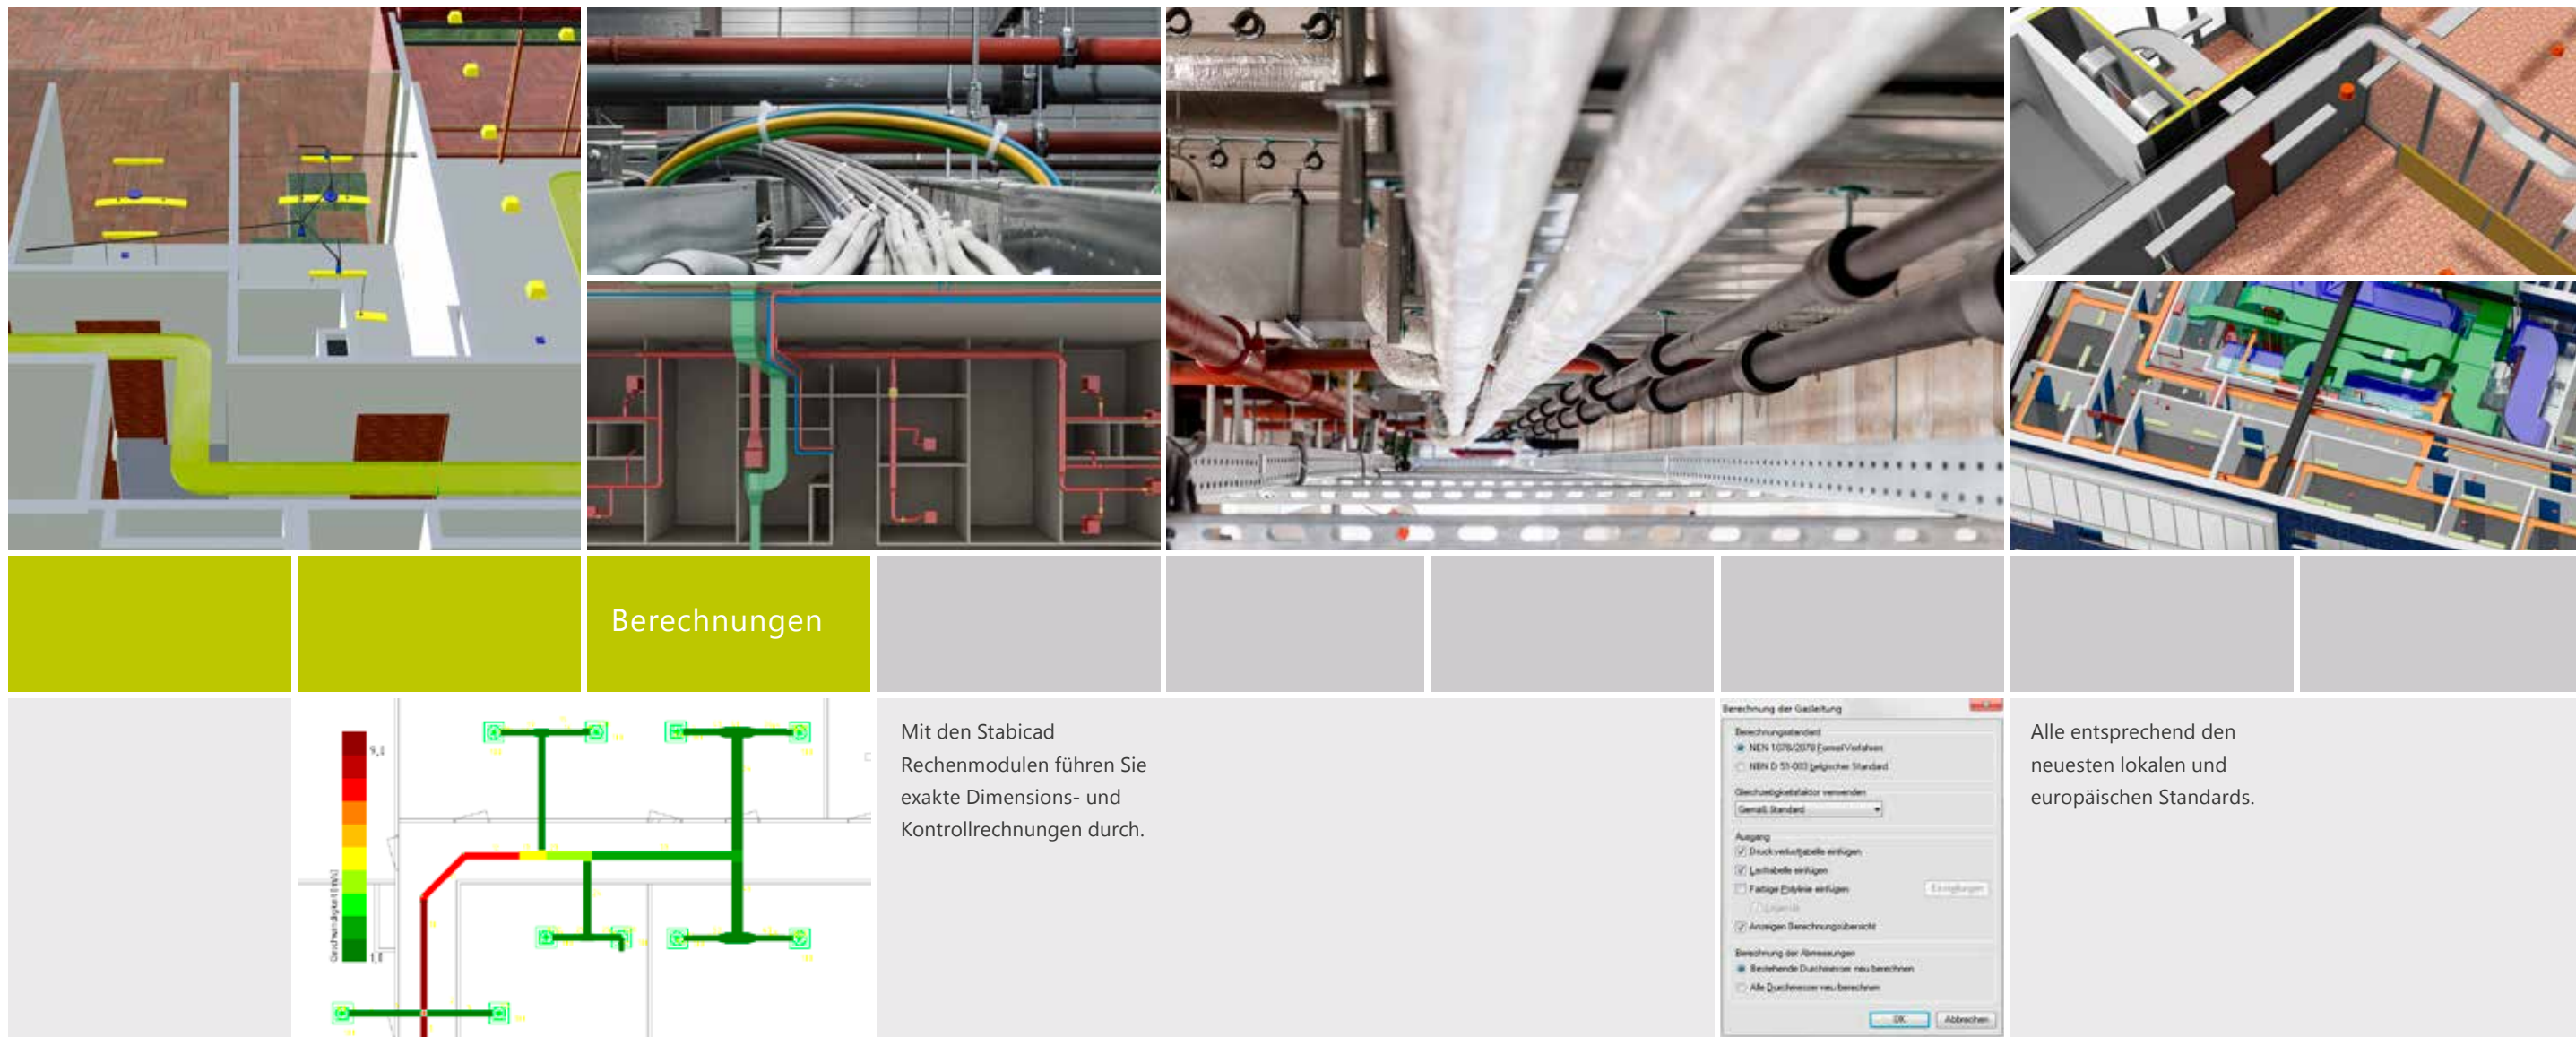 Berechnungen
Mit den Stabicad
Rechenmodulen führen Sie
exakte Dimensions- und
Kontrollrechnungen durch.
Berechnung der Gasleitung
Berechnungsstandard
NEN 1078/2078 Formel Verfahren
NBN D 51-003 belgischer Standard
Gleichzeitigkeitsfaktor verwenden
Gemäß Standard
Ausgang
Druckverlusttabelle einfügen
Lasttabelle einfügen
Farbige Polylinie einfügen
Legende
Anzeigen Berechnungsübersicht
Berechnung der Abmessungen
Bestehende Durchmesser neu berechnen
Alle Durchmesser neu berechnen
OK Abbrechen
Alle entsprechend den
neuesten lokalen und
europäischen Standards.
Geschwindigkeit [m/s]